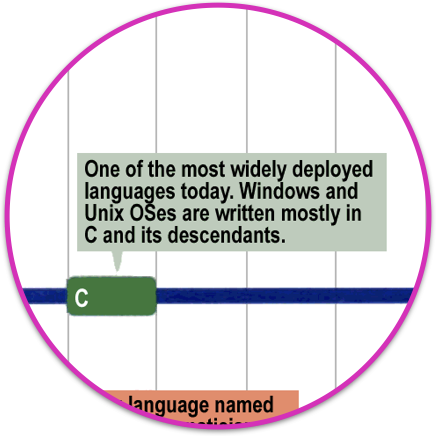 One of the most widely deployed
languages today. Windows and
Unix OSes are written mostly in
C and its descendants.
C
language named